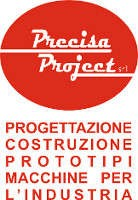 Precisa
Project srl
PROGETTAZIONE
COSTRUZIONE
PROTOTIPI
MACCHINE PER
L'INDUSTRIA